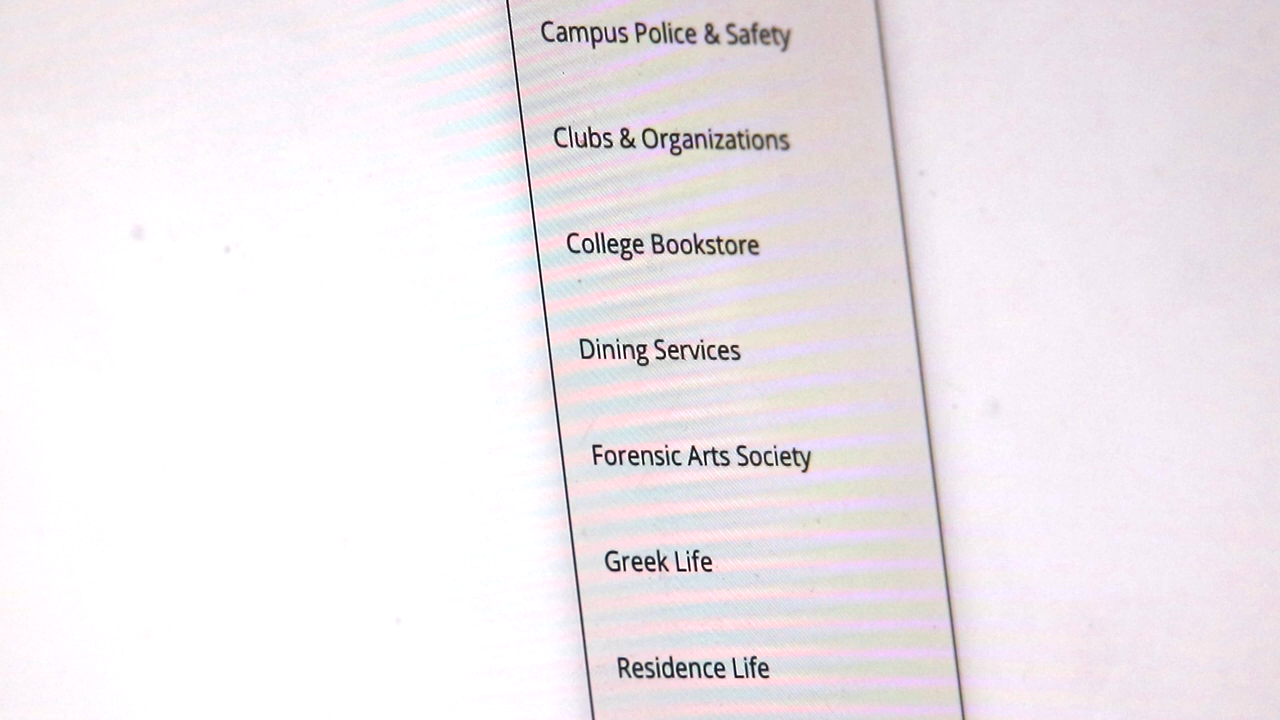 Campus Police & Safety
Clubs & Organizations
College Bookstore
Dining Services
Forensic Arts Society
Greek Life
Residence Life